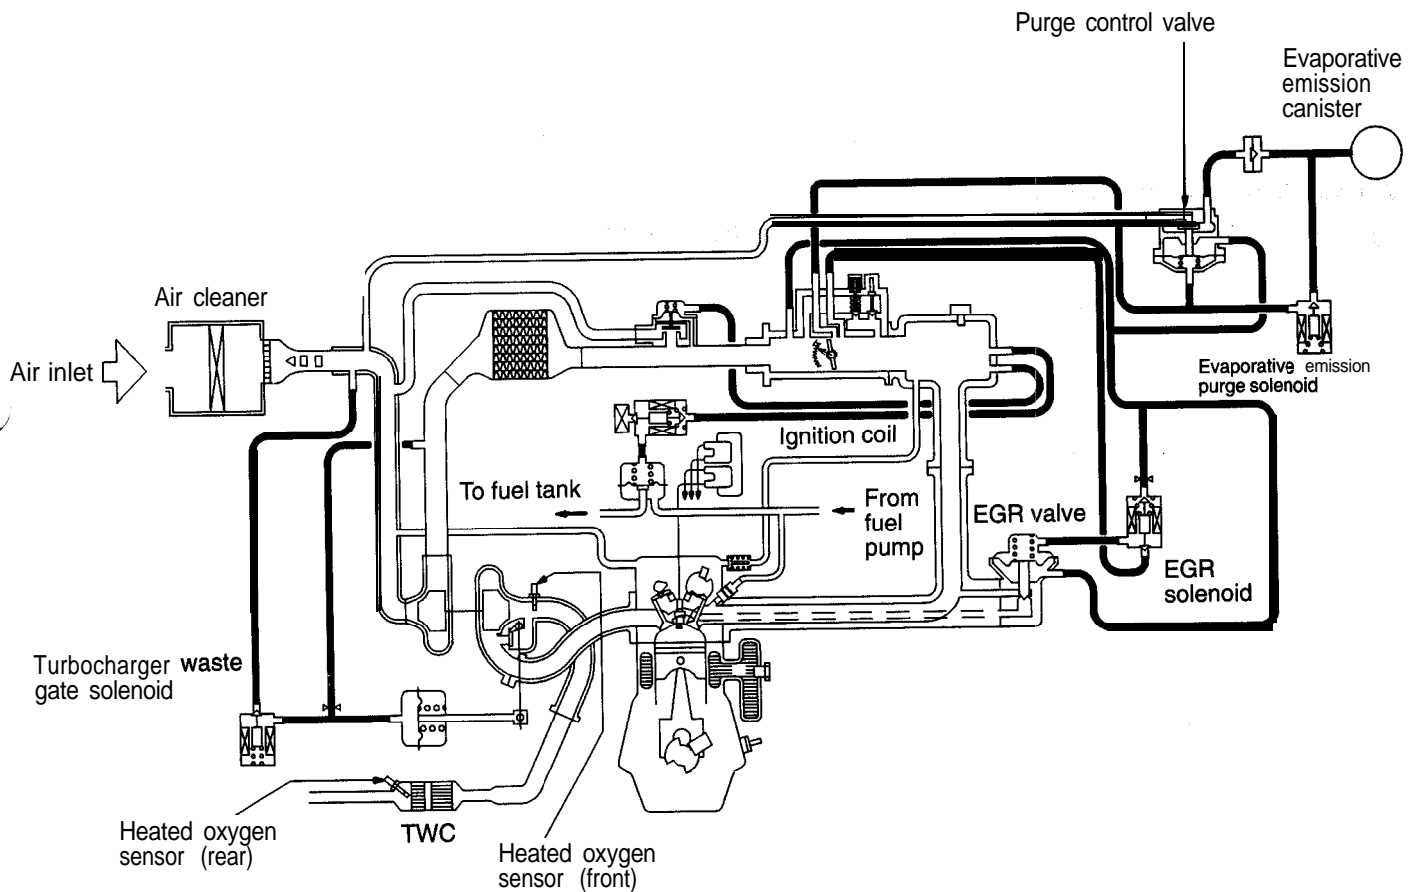 Purge control valve
Evaporative
emission
canister
Air cleaner
Air inlet
Evaporative emission
purge solenoid
Ignition coil
To fuel tank
From
fuel
pump
EGR valve
EGR
solenoid
Turbocharger waste
gate solenoid
TWC
Heated oxygen
sensor (rear)
Heated oxygen
sensor (front)